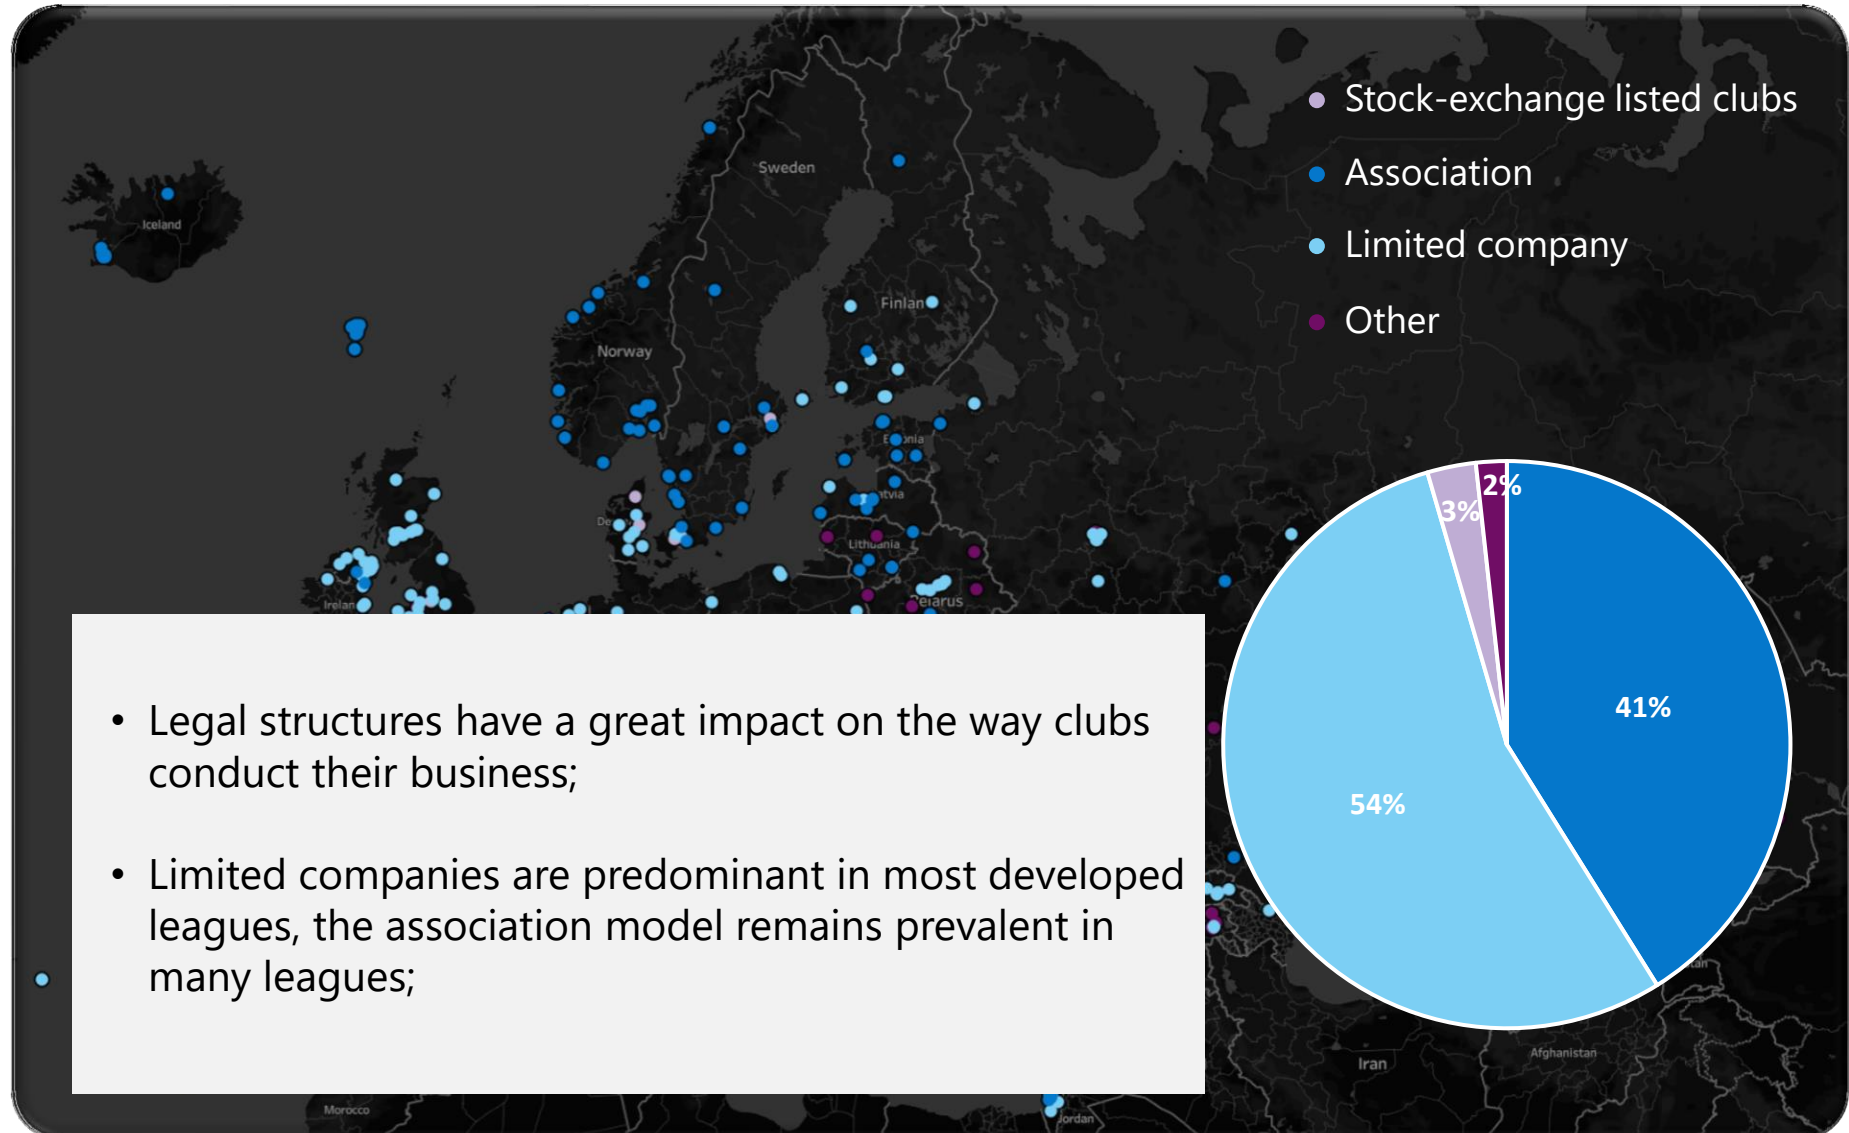 Stock-exchange listed clubs
Association
Limited company
Other
Sweden
Iceland
Finlan
Norway
Lithuania
Belarus
Irelan
2%
3%
41%
54%
• Legal structures have a great impact on the way clubs
conduct their business;
• Limited companies are predominant in most developed
leagues, the association model remains prevalent in
many leagues;
Iran
Afghanistan
Morocco
Jordan